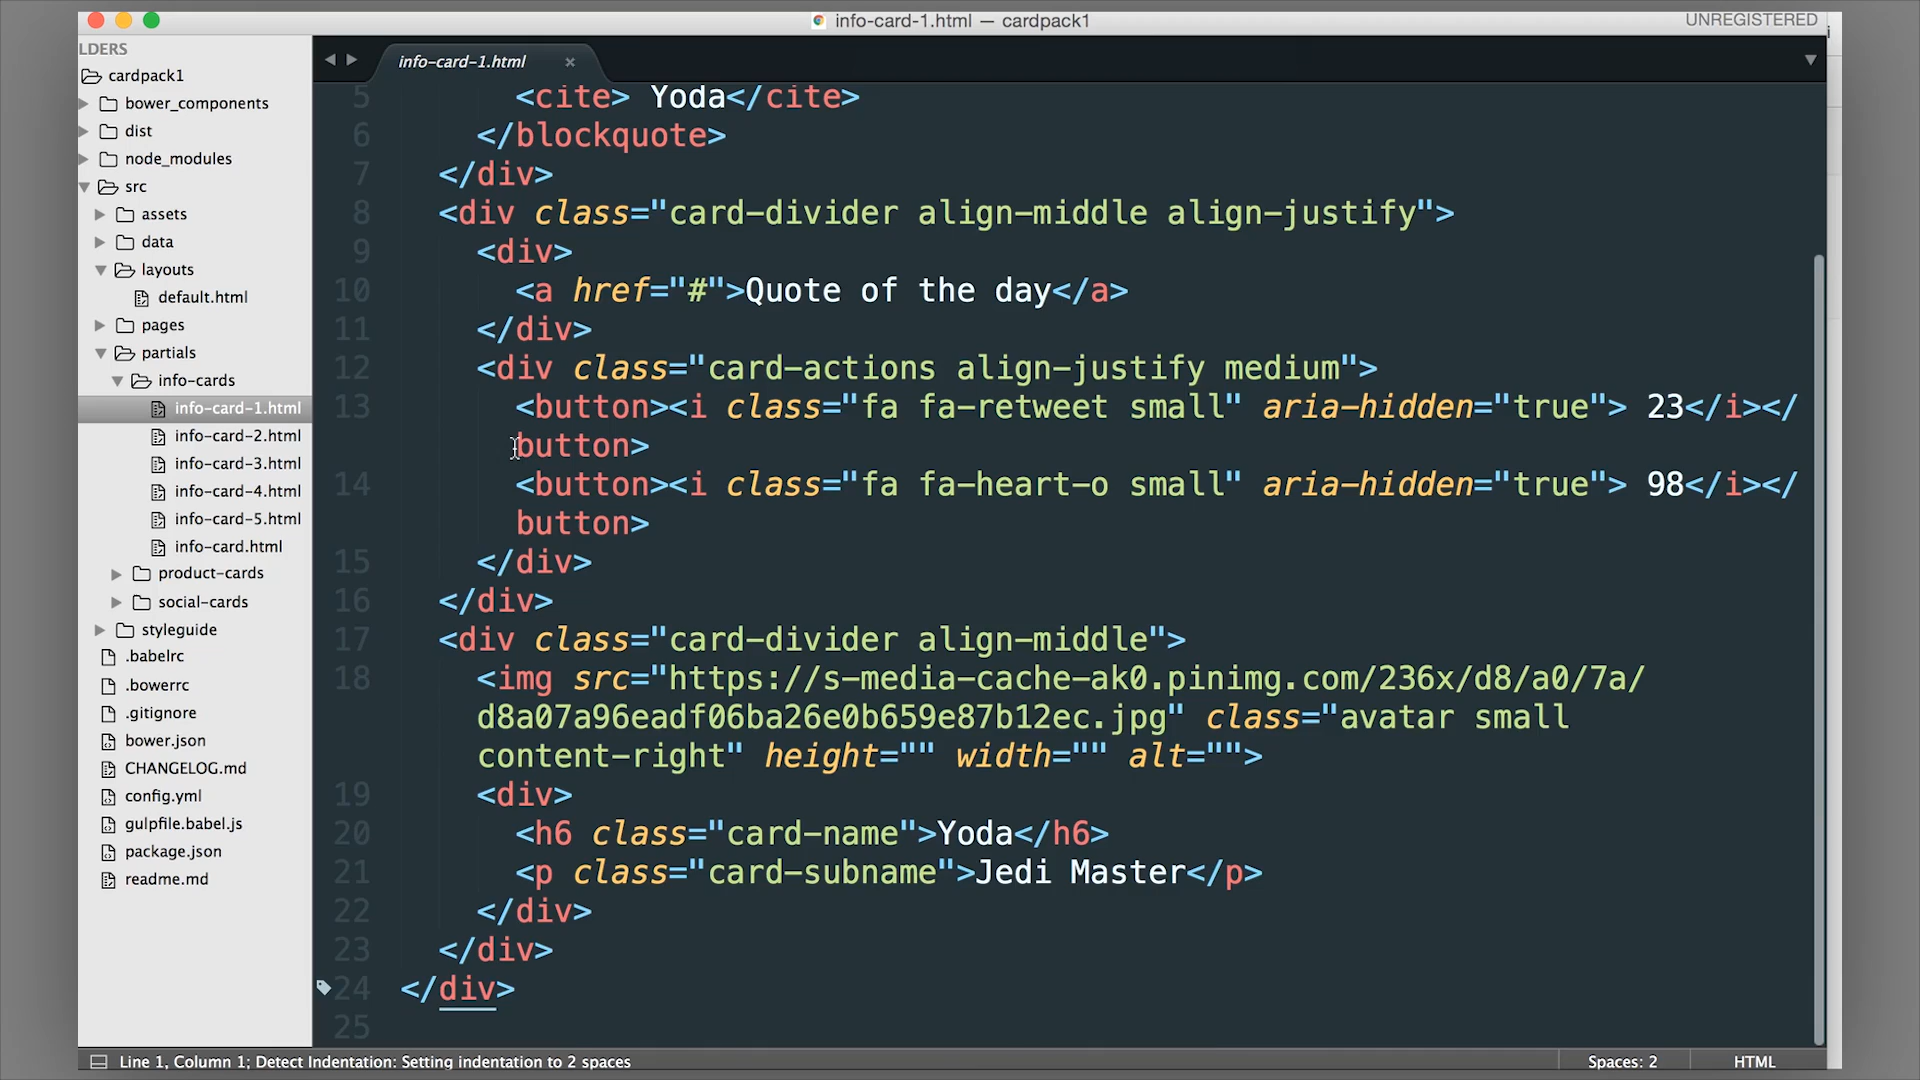 info-card-1.html — cardpack1
UNREGISTERED
LDERS
cardpack1
bower_components
dist
node_modules
src
assets
data
layouts
default.html
pages
partials
info-cards
info-card-1.html
info-card-2.html
info-card-3.html
info-card-4.html
info-card-5.html
info-card.html
product-cards
social-cards
styleguide
.babelrc
.bowerrc
.gitignore
bower.json
CHANGELOG.md
config.yml
gulpfile.babel.js
package.json
readme.md
info-card-1.html ×
5 <cite> Yoda</cite>
6 </blockquote>
7 </div>
8 <div class="card-divider align-middle align-justify">
9 <div>
10 <a href="#">Quote of the day</a>
11 </div>
12 <div class="card-actions align-justify medium">
13 <button><i class="fa fa-retweet small" aria-hidden="true"> 23</i></
button>
14 <button><i class="fa fa-heart-o small" aria-hidden="true"> 98</i></
button>
15 </div>
16 </div>
17 <div class="card-divider align-middle">
18 <img src="https://s-media-cache-ak0.pinimg.com/236x/d8/a0/7a/
d8a07a96eadf06ba26e0b659e87b12ec.jpg" class="avatar small
content-right" height="" width="" alt="">
19 <div>
20 <h6 class="card-name">Yoda</h6>
21 <p class="card-subname">Jedi Master</p>
22 </div>
23 </div>
24 </div>
25
Line 1, Column 1; Detect Indentation: Setting indentation to 2 spaces
Spaces: 2
HTML